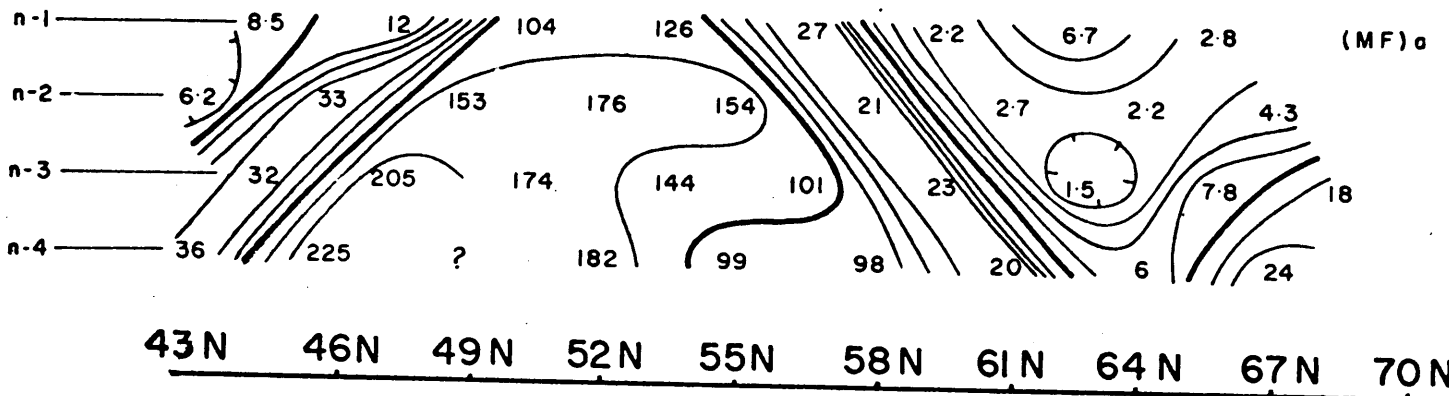 n-1 8·5 12 104 126 27 2·2 6·7 2·8 (MF)a
n-2 6·2 33 153 176 154 21 2·7 2·2 4·3
n-3 32 205 174 144 101 23 1·5 7·8 18
n-4 36 225 ? 182 99 98 20 6 24
43N 46N 49N 52N 55N 58N 61N 64N 67N 70N